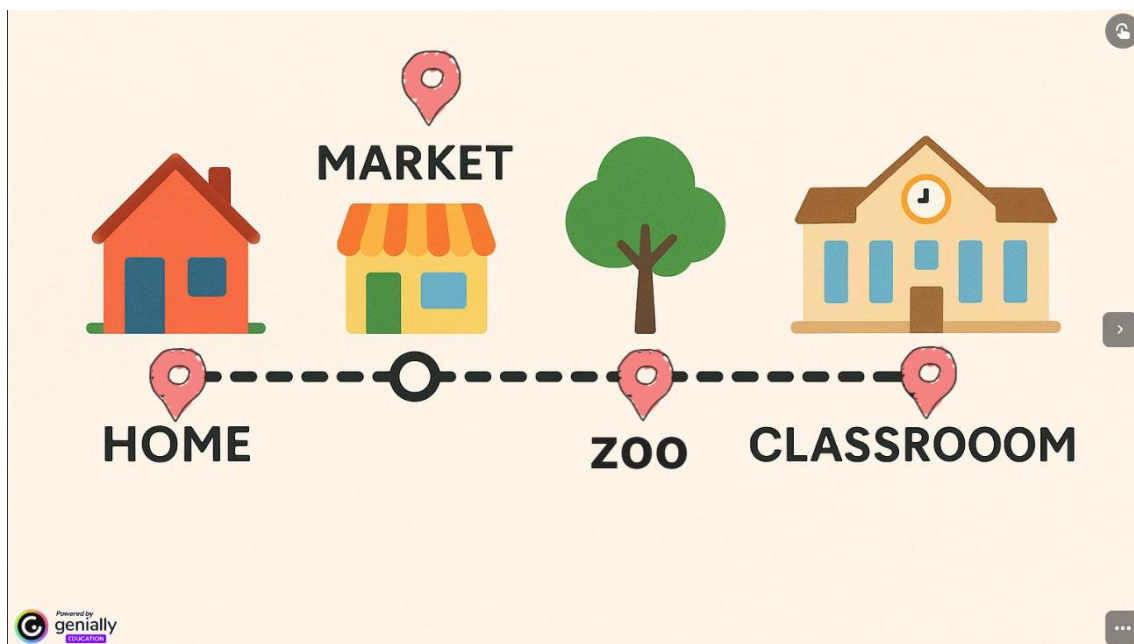 MARKET
HOME
ZOO
CLASSROOOM
Powered by
genially
EDUCATION